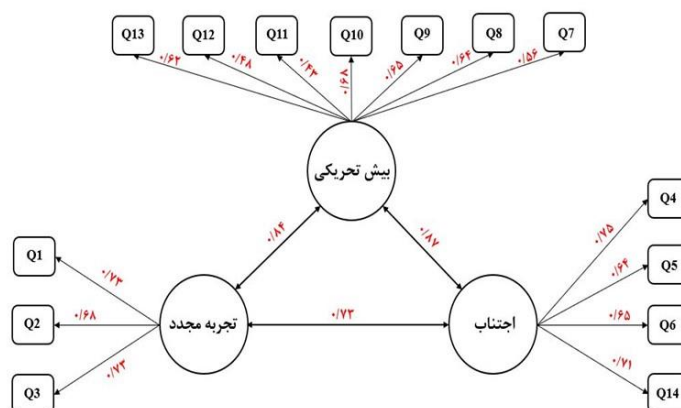 Q13 Q12 Q11 Q10 Q9 Q8 Q7
۰/۶۲ ۰/۴۸ ۰/۴۳ ۰/۶۸ ۰/۶۵ ۰/۶۴ ۰/۵۶
بیش تحریکی
۰/۸۴ ۰/۸۷
Q1
۰/۷۳
Q2
۰/۶۸
Q3
۰/۷۳
تجربه مجدد
۰/۷۳
اجتناب
Q4
۰/۷۵
Q5
۰/۶۴
Q6
۰/۶۵
Q14
۰/۷۱